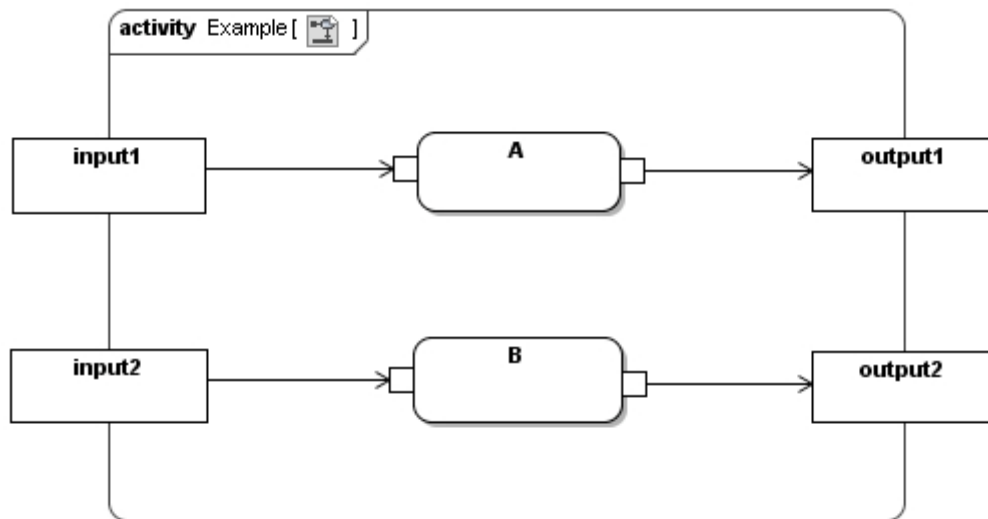 activity Example [ ]
input1
A
output1
input2
B
output2